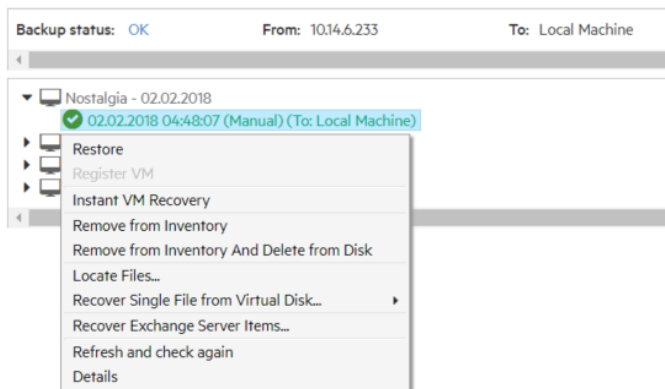 Backup status: OK From: 10.14.6.233 To: Local Machine
Nostalgia - 02.02.2018
02.02.2018 04:48:07 (Manual) (To: Local Machine)
Restore
Register VM
Instant VM Recovery
Remove from Inventory
Remove from Inventory And Delete from Disk
Locate Files...
Recover Single File from Virtual Disk...
Recover Exchange Server Items...
Refresh and check again
Details